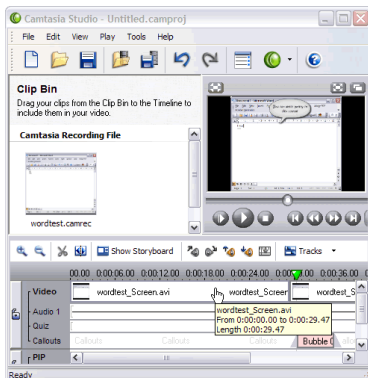 Camtasia Studio - Untitled.camproj
File Edit View Play Tools Help
Clip Bin
Drag your clips from the Clip Bin to the Timeline to
include them in your video.
Camtasia Recording File
wordtest.camrec
Show Storyboard
Tracks
00.00 0:00:06.00 0:00:12.00 0:00:18.00 0:00:24.00 0:00 00 0:00:36.00
Video
wordtest_Screen.avi
wordtest_Screen
wordtest_S
wordtest_Screen.avi
From 0:00:00.00 to 0:00:29.47
Length 0:00:29.47
Audio 1
Quiz
Callouts
Callouts
Callouts
Bubble
PIP
Ready